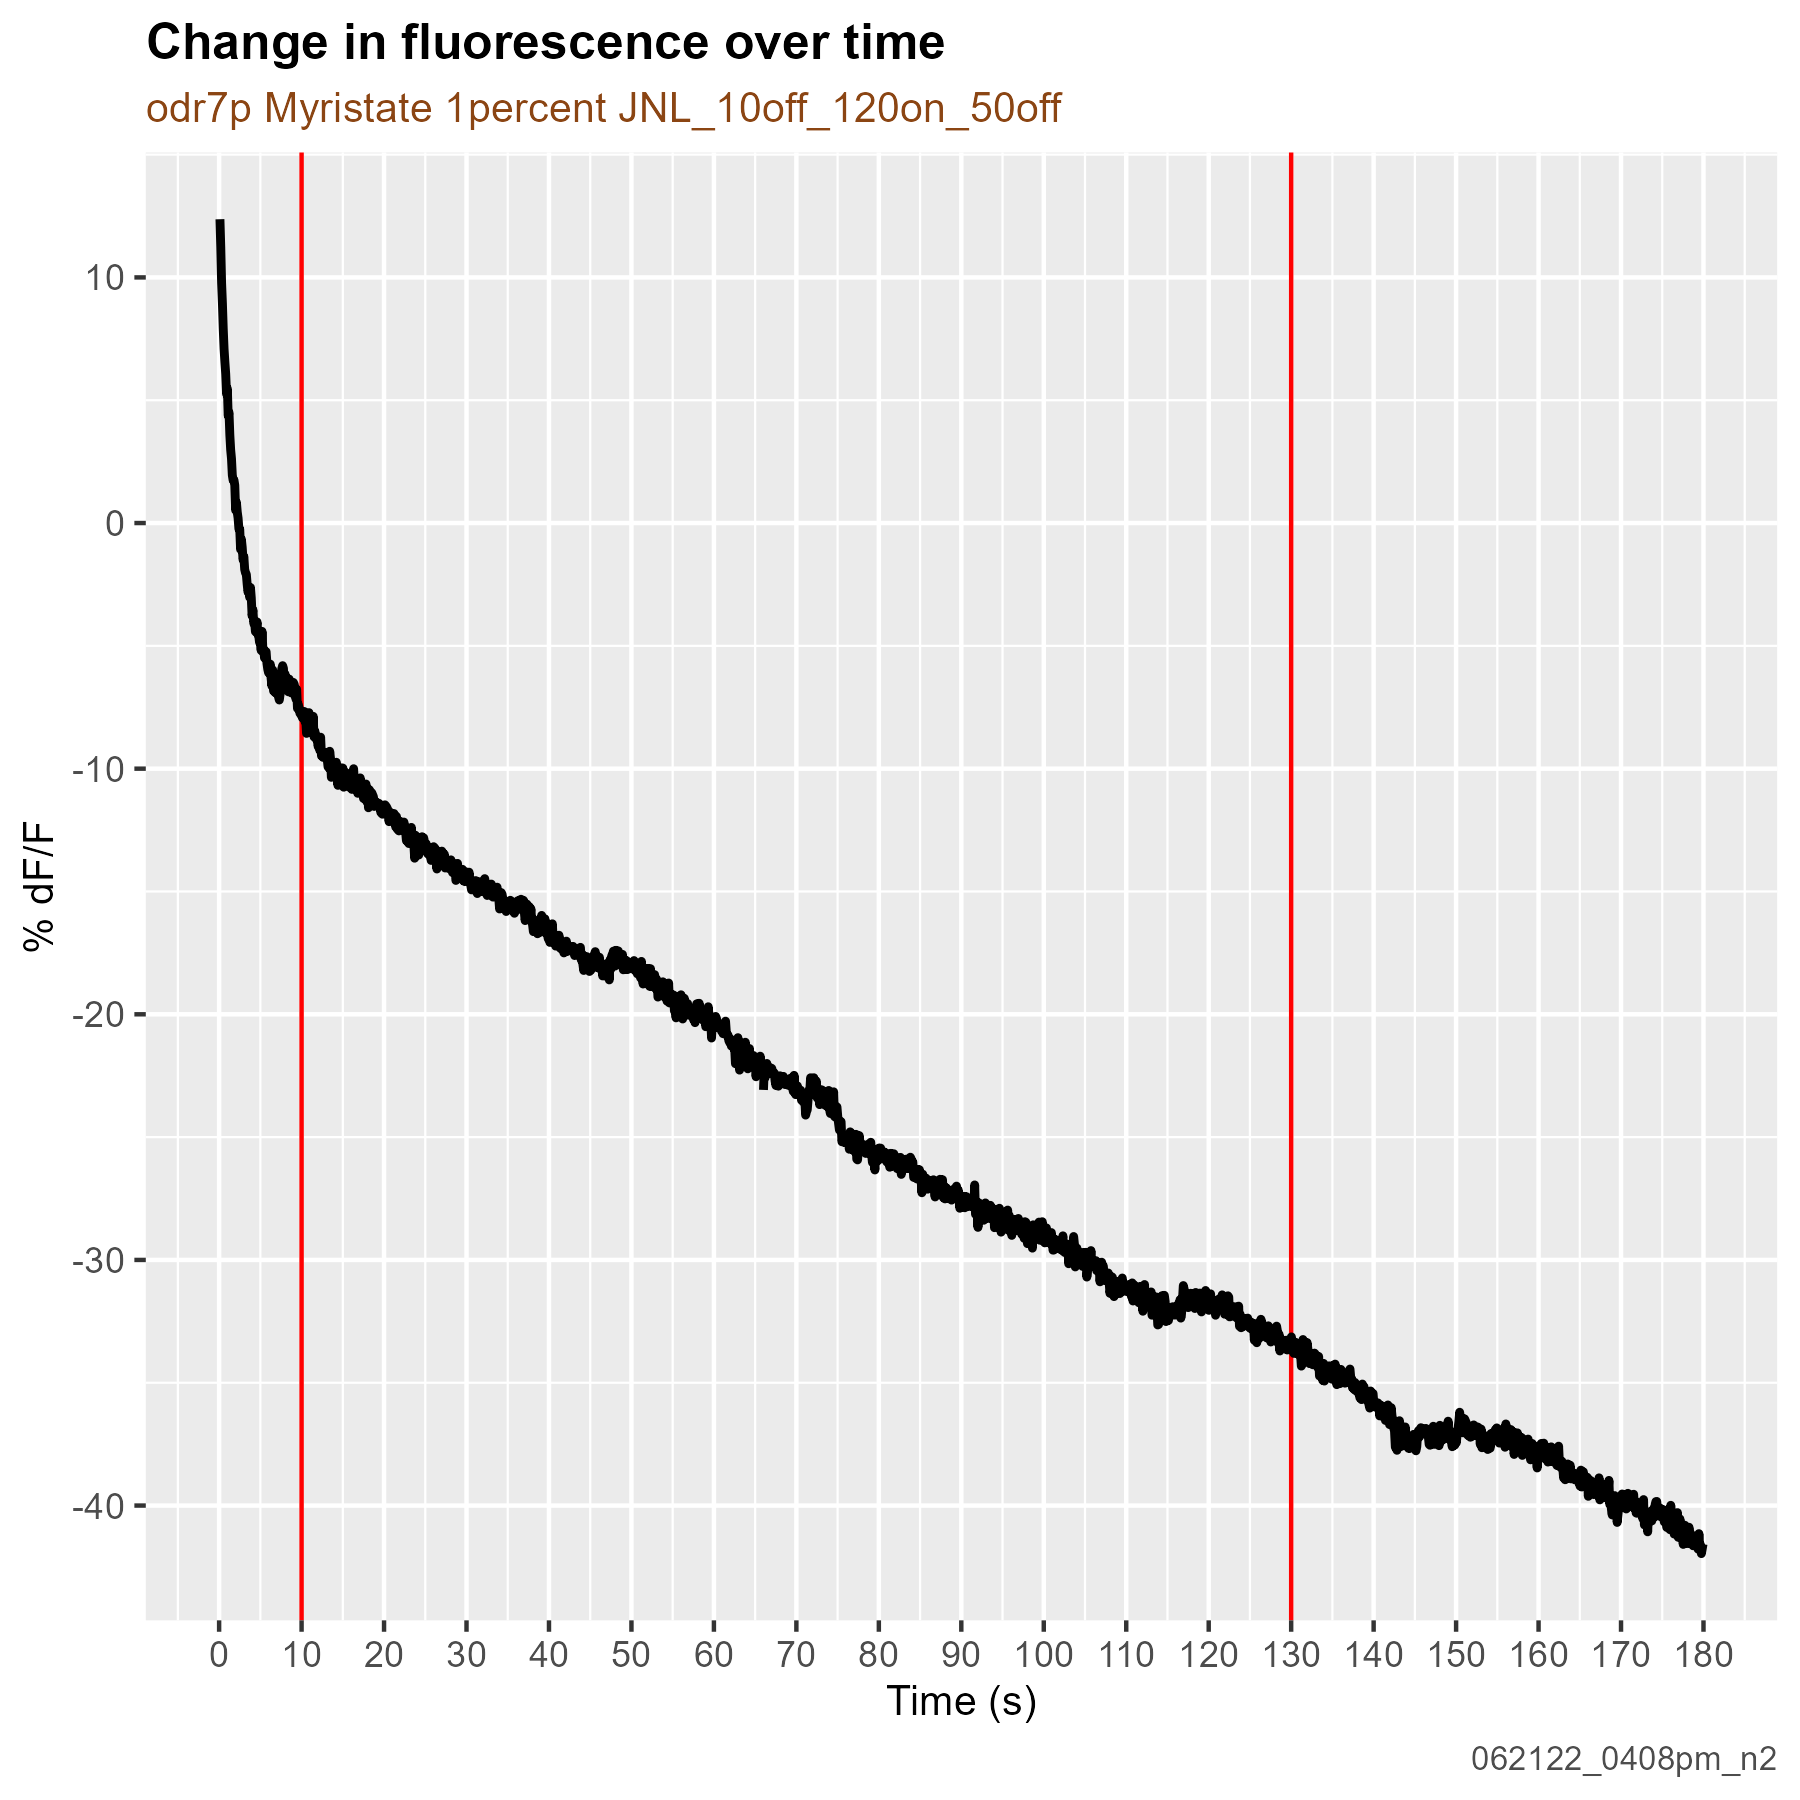 Change in fluorescence over time
odr7p Myristate 1percent JNL_10off_120on_50off
10
0
-10
-20
-30
-40
% dF/F
0 10 20 30 40 50 60 70 80 90 100 110 120 130 140 150 160 170 180
Time (s)
062122_0408pm_n2